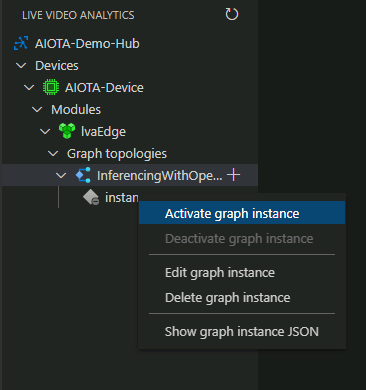 LIVE VIDEO ANALYTICS
AIOTA-Demo-Hub
Devices
AIOTA-Device
Modules
lvaEdge
Graph topologies
InferencingWithOpe...
instan
Activate graph instance
Deactivate graph instance
Edit graph instance
Delete graph instance
Show graph instance JSON